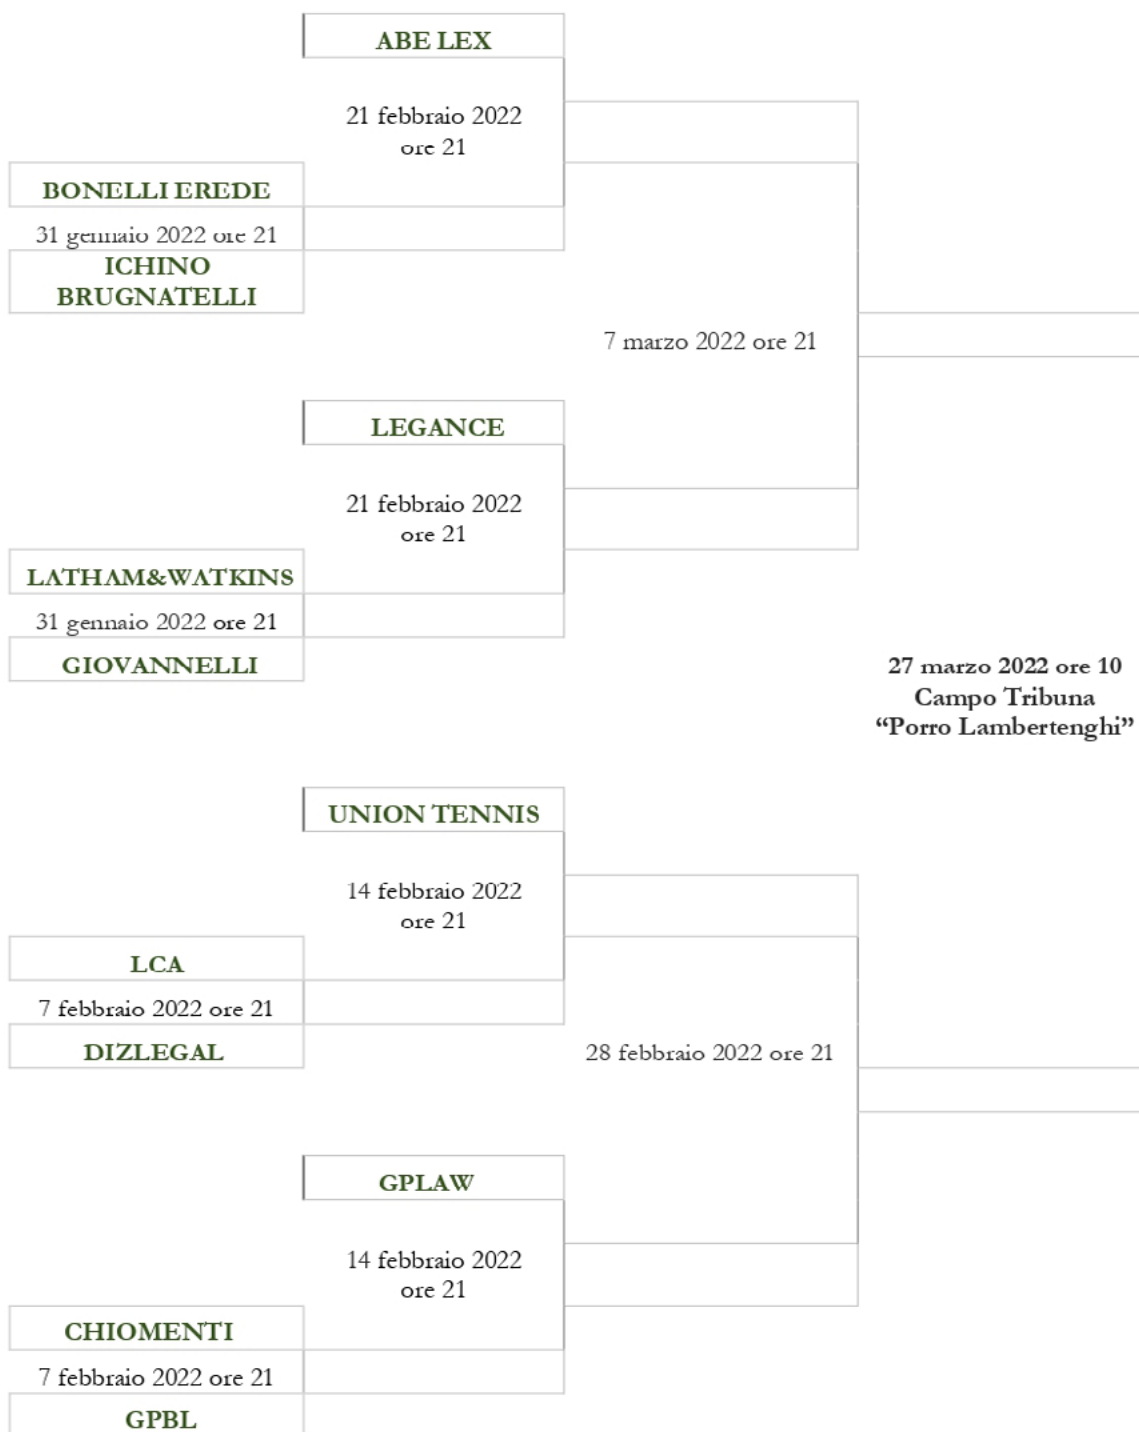 ABE LEX
21 febbraio 2022
ore 21
BONELLI EREDE
31 gennaio 2022 ore 21
ICHINO
BRUGNATELLI
7 marzo 2022 ore 21
LEGANCE
21 febbraio 2022
ore 21
LATHAM&WATKINS
31 gennaio 2022 ore 21
GIOVANNELLI
27 marzo 2022 ore 10
Campo Tribuna
“Porro Lambertenghi”
UNION TENNIS
14 febbraio 2022
ore 21
LCA
7 febbraio 2022 ore 21
DIZLEGAL
28 febbraio 2022 ore 21
GPLAW
14 febbraio 2022
ore 21
CHIOMENTI
7 febbraio 2022 ore 21
GPBL